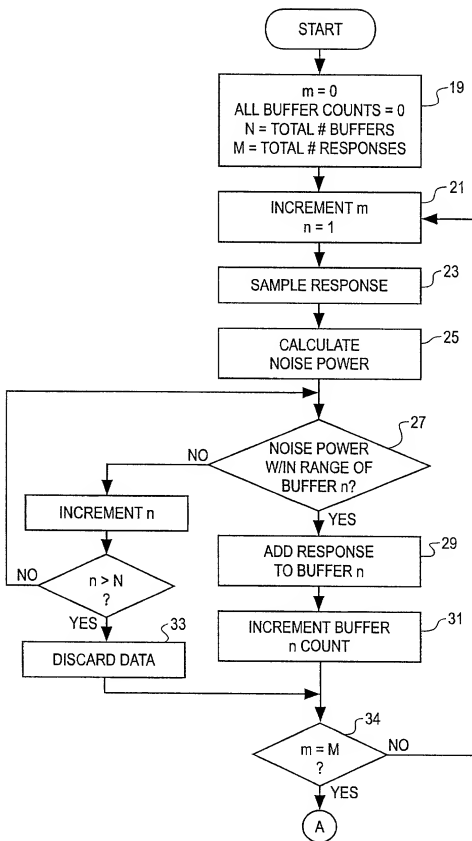 START
m = 0
ALL BUFFER COUNTS = 0
N = TOTAL # BUFFERS
M = TOTAL # RESPONSES
19
INCREMENT m
n = 1
21
SAMPLE RESPONSE
23
CALCULATE
NOISE POWER
25
NOISE POWER
W/IN RANGE OF
BUFFER n?
27
NO
YES
INCREMENT n
n > N
?
NO
YES
DISCARD DATA
33
ADD RESPONSE
TO BUFFER n
29
INCREMENT BUFFER
n COUNT
31
m = M
?
34
NO
YES
A